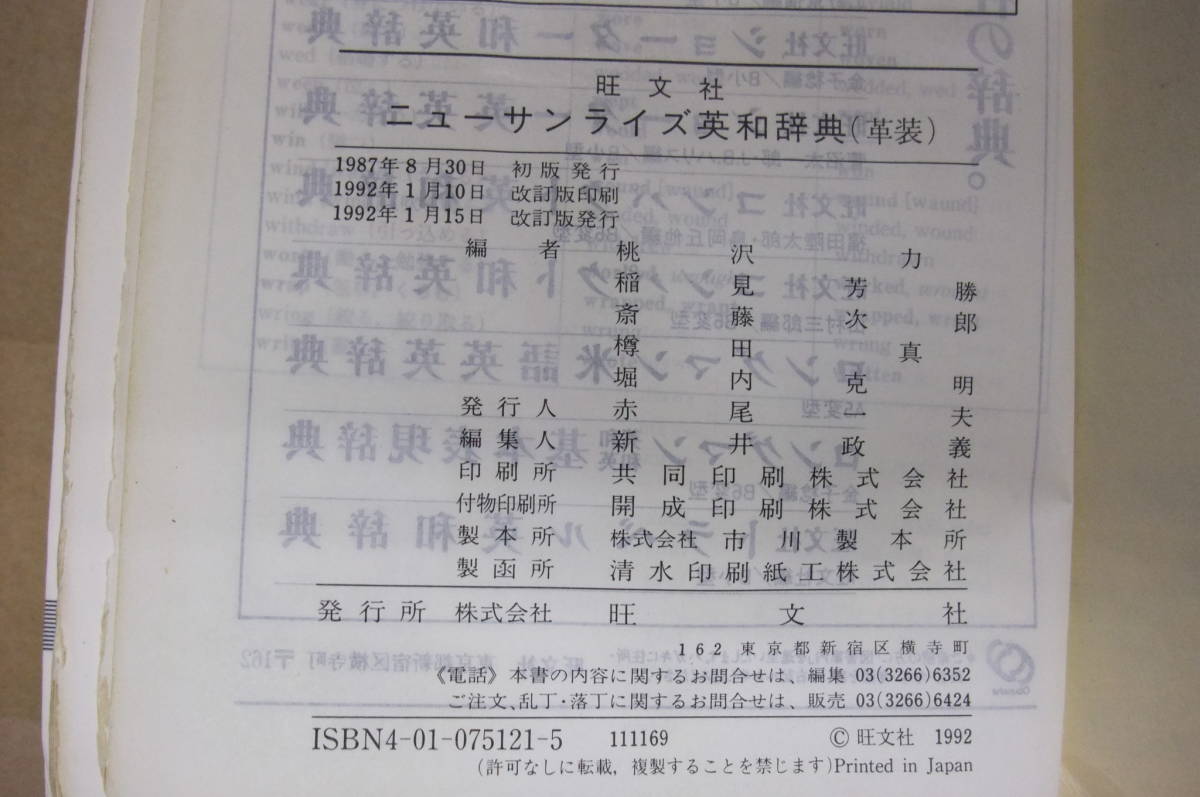 旺文社
ニューサンライズ英和辞典(革装)
1987年8月30日 初版発行
1992年1月10日 改訂版印刷
1992年1月15日 改訂版発行
編者 桃沢力
稲見芳勝
斎藤次郎
樽田真
堀内克明
発行人 赤尾一夫
編集人 新井政義
印刷所 共同印刷株式会社
付物印刷所 開成印刷株式会社
製本所 株式会社市川製本所
製函所 清水印刷紙工株式会社
発行所 株式会社 旺文社
162 東京都新宿区横寺町
《電話》本書の内容に関するお問合せは、編集 03(3266)6352
ご注文、乱丁・落丁に関するお問合せは、販売 03(3266)6424
ISBN4-01-075121-5 111169 © 旺文社 1992
(許可なしに転載, 複製することを禁じます)Printed in Japan